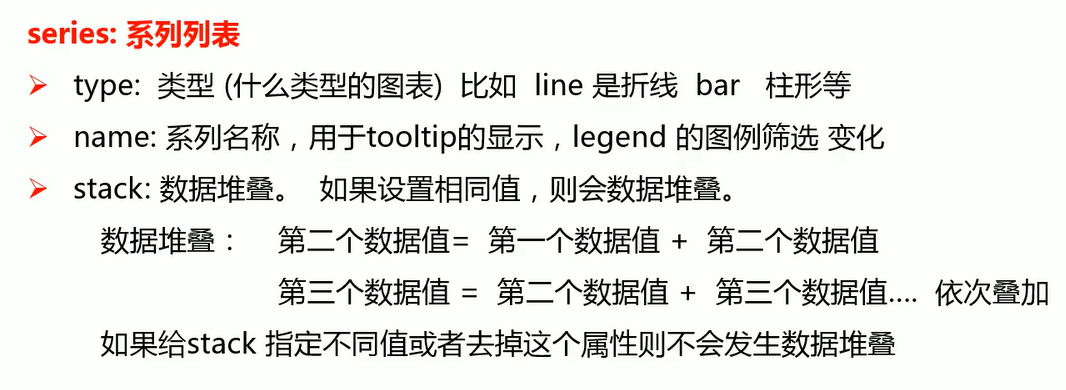 series: 系列列表
➢ type: 类型 (什么类型的图表) 比如 line 是折线 bar 柱形等
➢ name: 系列名称，用于tooltip的显示，legend 的图例筛选 变化
➢ stack: 数据堆叠。 如果设置相同值，则会数据堆叠。
数据堆叠： 第二个数据值= 第一个数据值 + 第二个数据值
第三个数据值 = 第二个数据值 + 第三个数据值…. 依次叠加
如果给stack 指定不同值或者去掉这个属性则不会发生数据堆叠